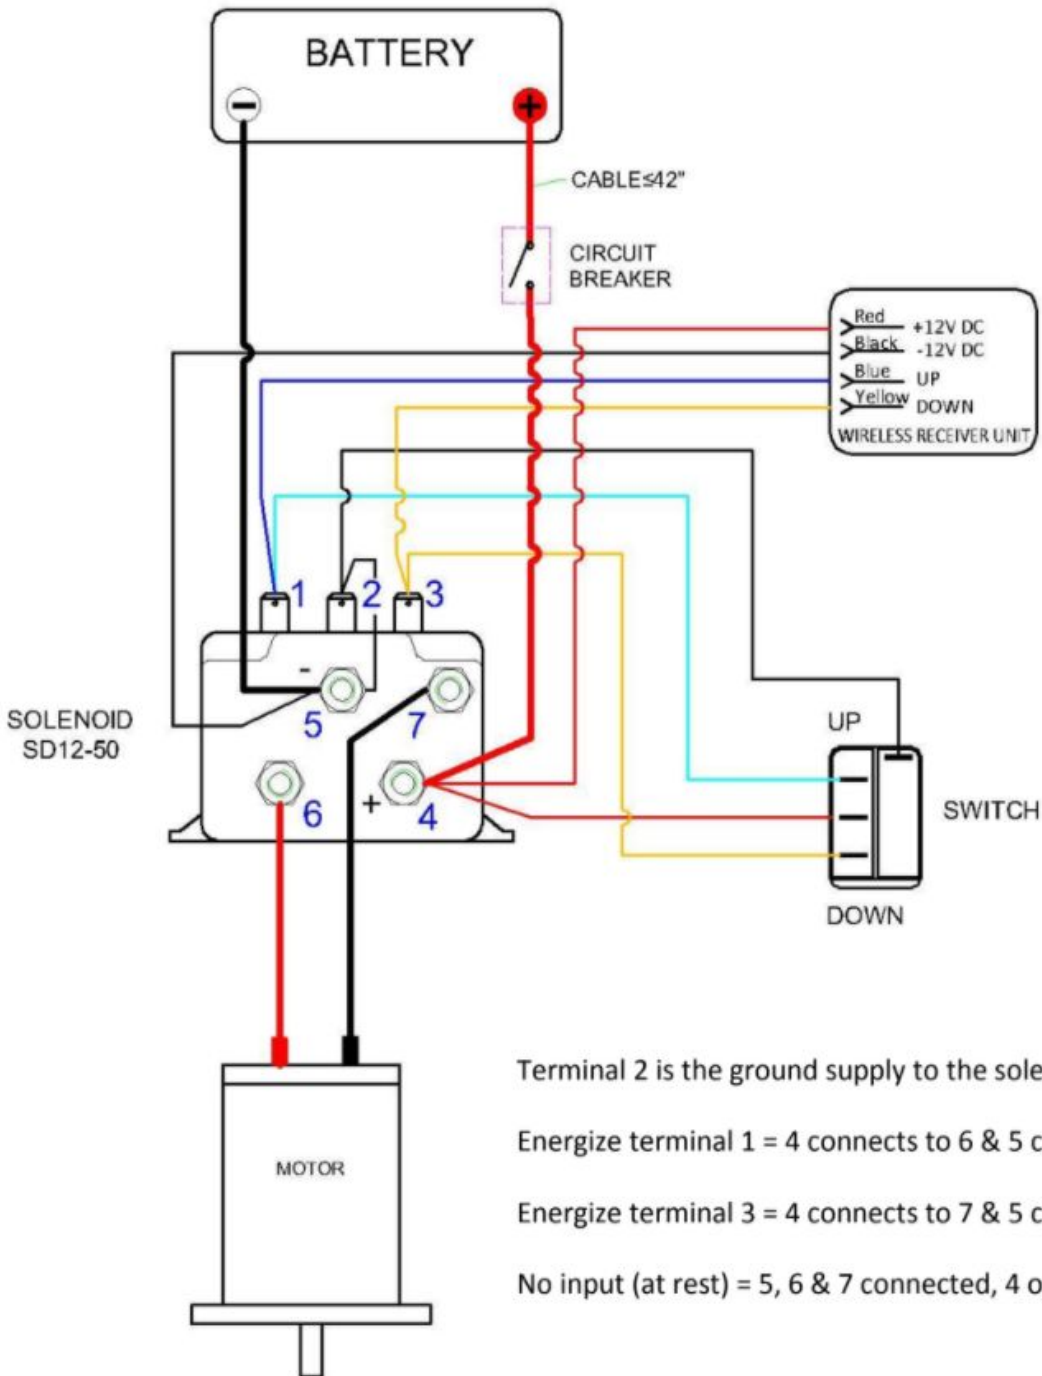 BATTERY
CABLE≤42"
CIRCUIT
BREAKER
Red +12V DC
Black -12V DC
Blue UP
Yellow DOWN
WIRELESS RECEIVER UNIT
1 2 3
-
5 7
SOLENOID
SD12-50
6 + 4
UP
SWITCH
DOWN
MOTOR
Terminal 2 is the ground supply to the sole
Energize terminal 1 = 4 connects to 6 & 5 c
Energize terminal 3 = 4 connects to 7 & 5 c
No input (at rest) = 5, 6 & 7 connected, 4 o